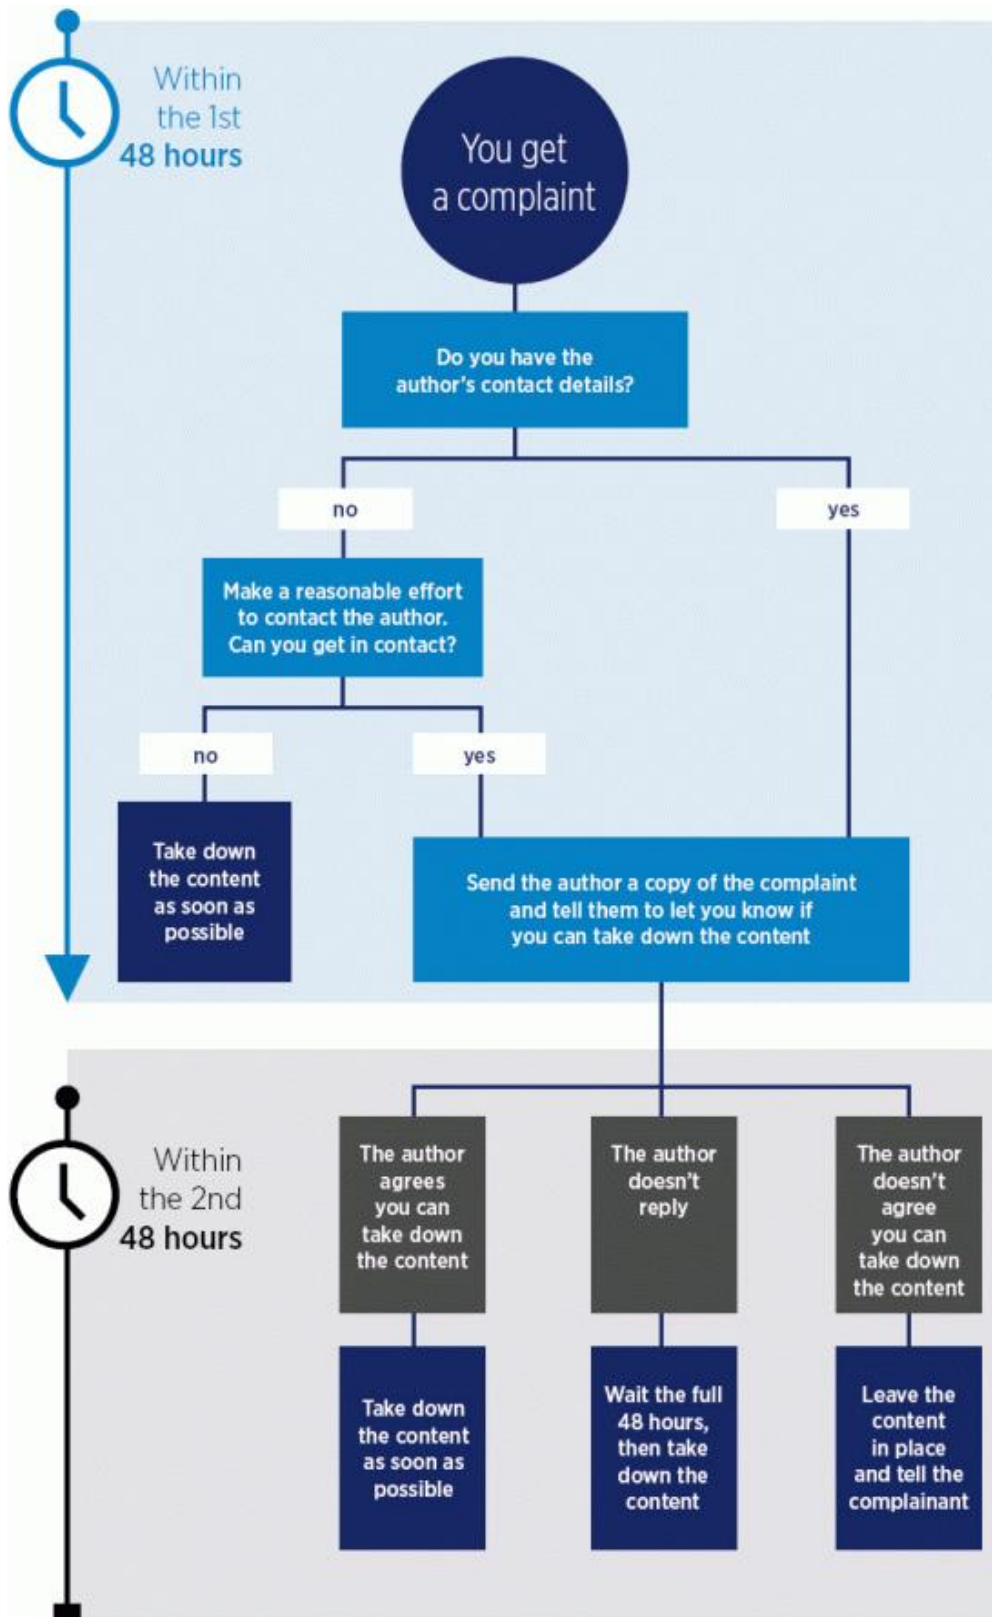 Within
the 1st
48 hours
You get
a complaint
Do you have the
author's contact details?
no
yes
Make a reasonable effort
to contact the author.
Can you get in contact?
no
yes
Take down
the content
as soon as
possible
Send the author a copy of the complaint
and tell them to let you know if
you can take down the content
Within
the 2nd
48 hours
The author
agrees
you can
take down
the content
The author
doesn't
reply
The author
doesn't
agree
you can
take down
the content
Take down
the content
as soon as
possible
Wait the full
48 hours,
then take
down the
content
Leave the
content
in place
and tell the
complainant